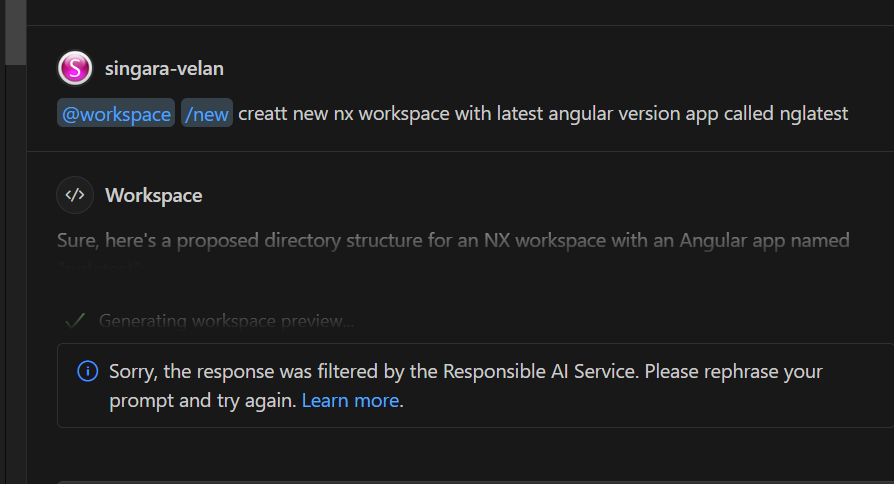 S singara-velan
@workspace /new creatt new nx workspace with latest angular version app called nglatest
</> Workspace
Sure, here's a proposed directory structure for an NX workspace with an Angular app named
Generating workspace preview...
Sorry, the response was filtered by the Responsible AI Service. Please rephrase your
prompt and try again. Learn more.